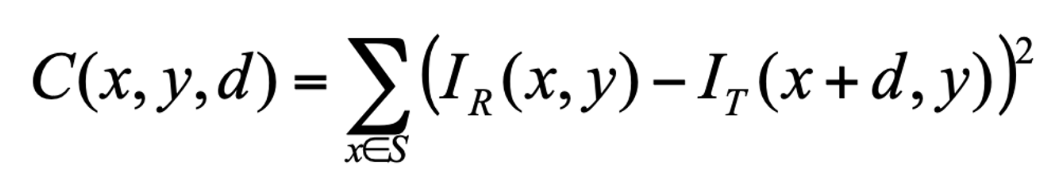 C(x, y, d) = ∑_{x∈S} (I_R(x, y) − I_T(x + d, y))²